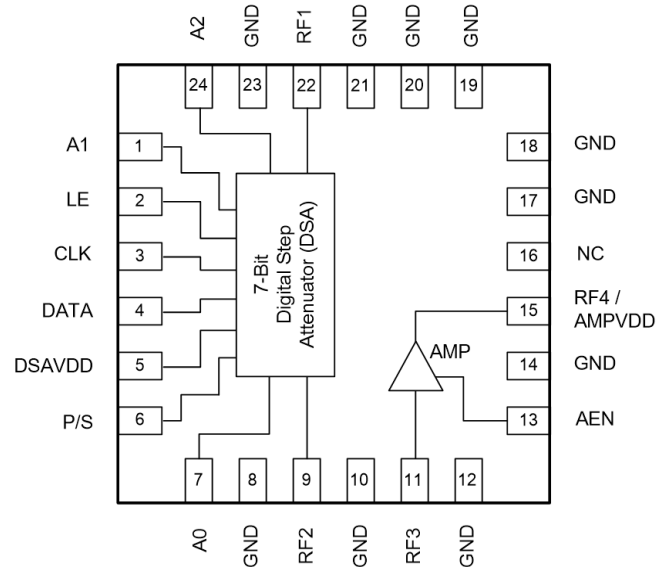 A2
GND
RF1
GND
GND
GND
24
23
22
21
20
19
A1
1
LE
2
CLK
3
DATA
4
DSAVDD
5
P/S
6
7-Bit
Digital Step
Attenuator (DSA)
AMP
18
GND
17
GND
16
NC
15
RF4 /
AMPVDD
14
GND
13
AEN
7
8
9
10
11
12
A0
GND
RF2
GND
RF3
GND